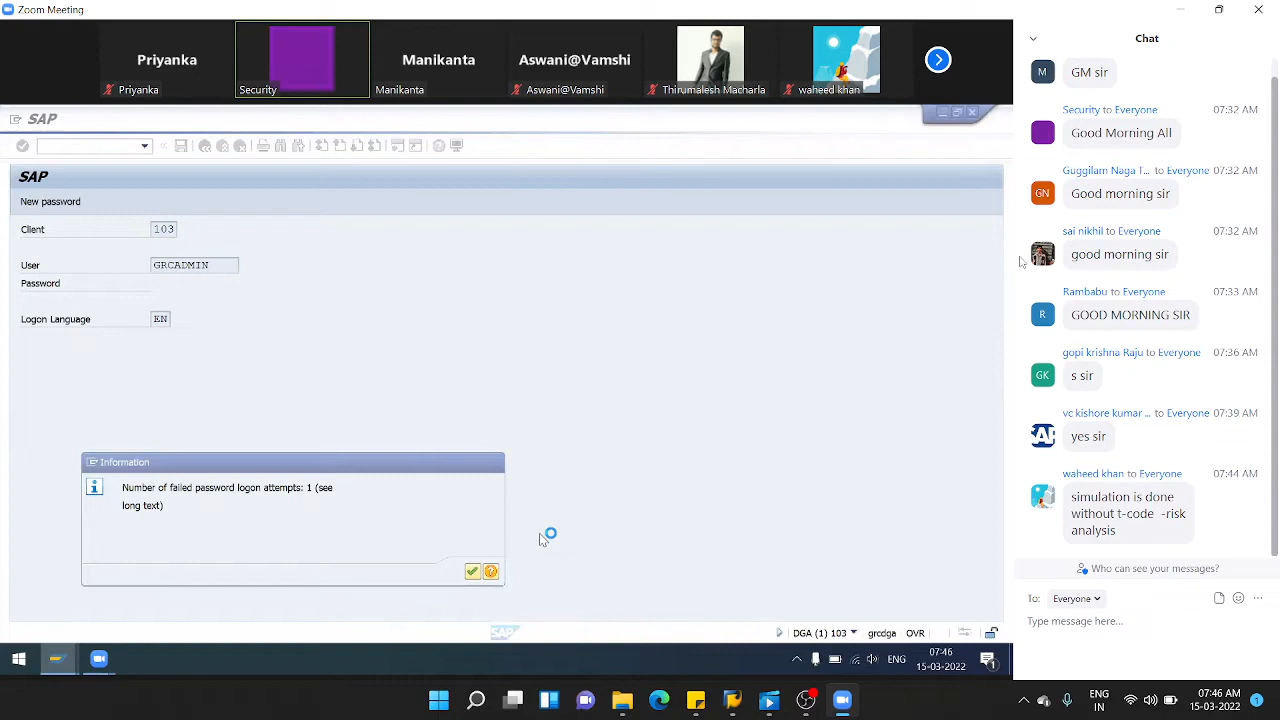 Zoom Meeting
Priyanka
Manikanta
Aswani@Vamshi
Priyanka
Security
Manikanta
Aswani@Vamshi
Thirumalesh Macharla
waheed khan
SAP
SAP
New password
Client 103
User GRCADMIN
Password
Logon Language EN
Information
Number of failed password logon attempts: 1 (see
long text)
SAP
DGA (1) 103
grcdga
OVR
ENG
07:46
15-03-2022
1
Chat
M
GM sir
Security to Everyone 07:32 AM
Good Morning All
Guggilam Naga T... to Everyone 07:32 AM
GN
Good morning sir
sai nikhil to Everyone 07:32 AM
good morning sir
Rambabu to Everyone 07:33 AM
R
GOOD MORNING SIR
gopi krishna Raju to Everyone 07:36 AM
GK
s sir
vc kishore kumar ... to Everyone 07:39 AM
SAP
yes sir
waheed khan to Everyone 07:44 AM
simulation is done
without t-code -risk
analysis
Who can see your messages?
To: Everyone
Type message here...
ENG
IN
07:46 AM
15-03-2022
1